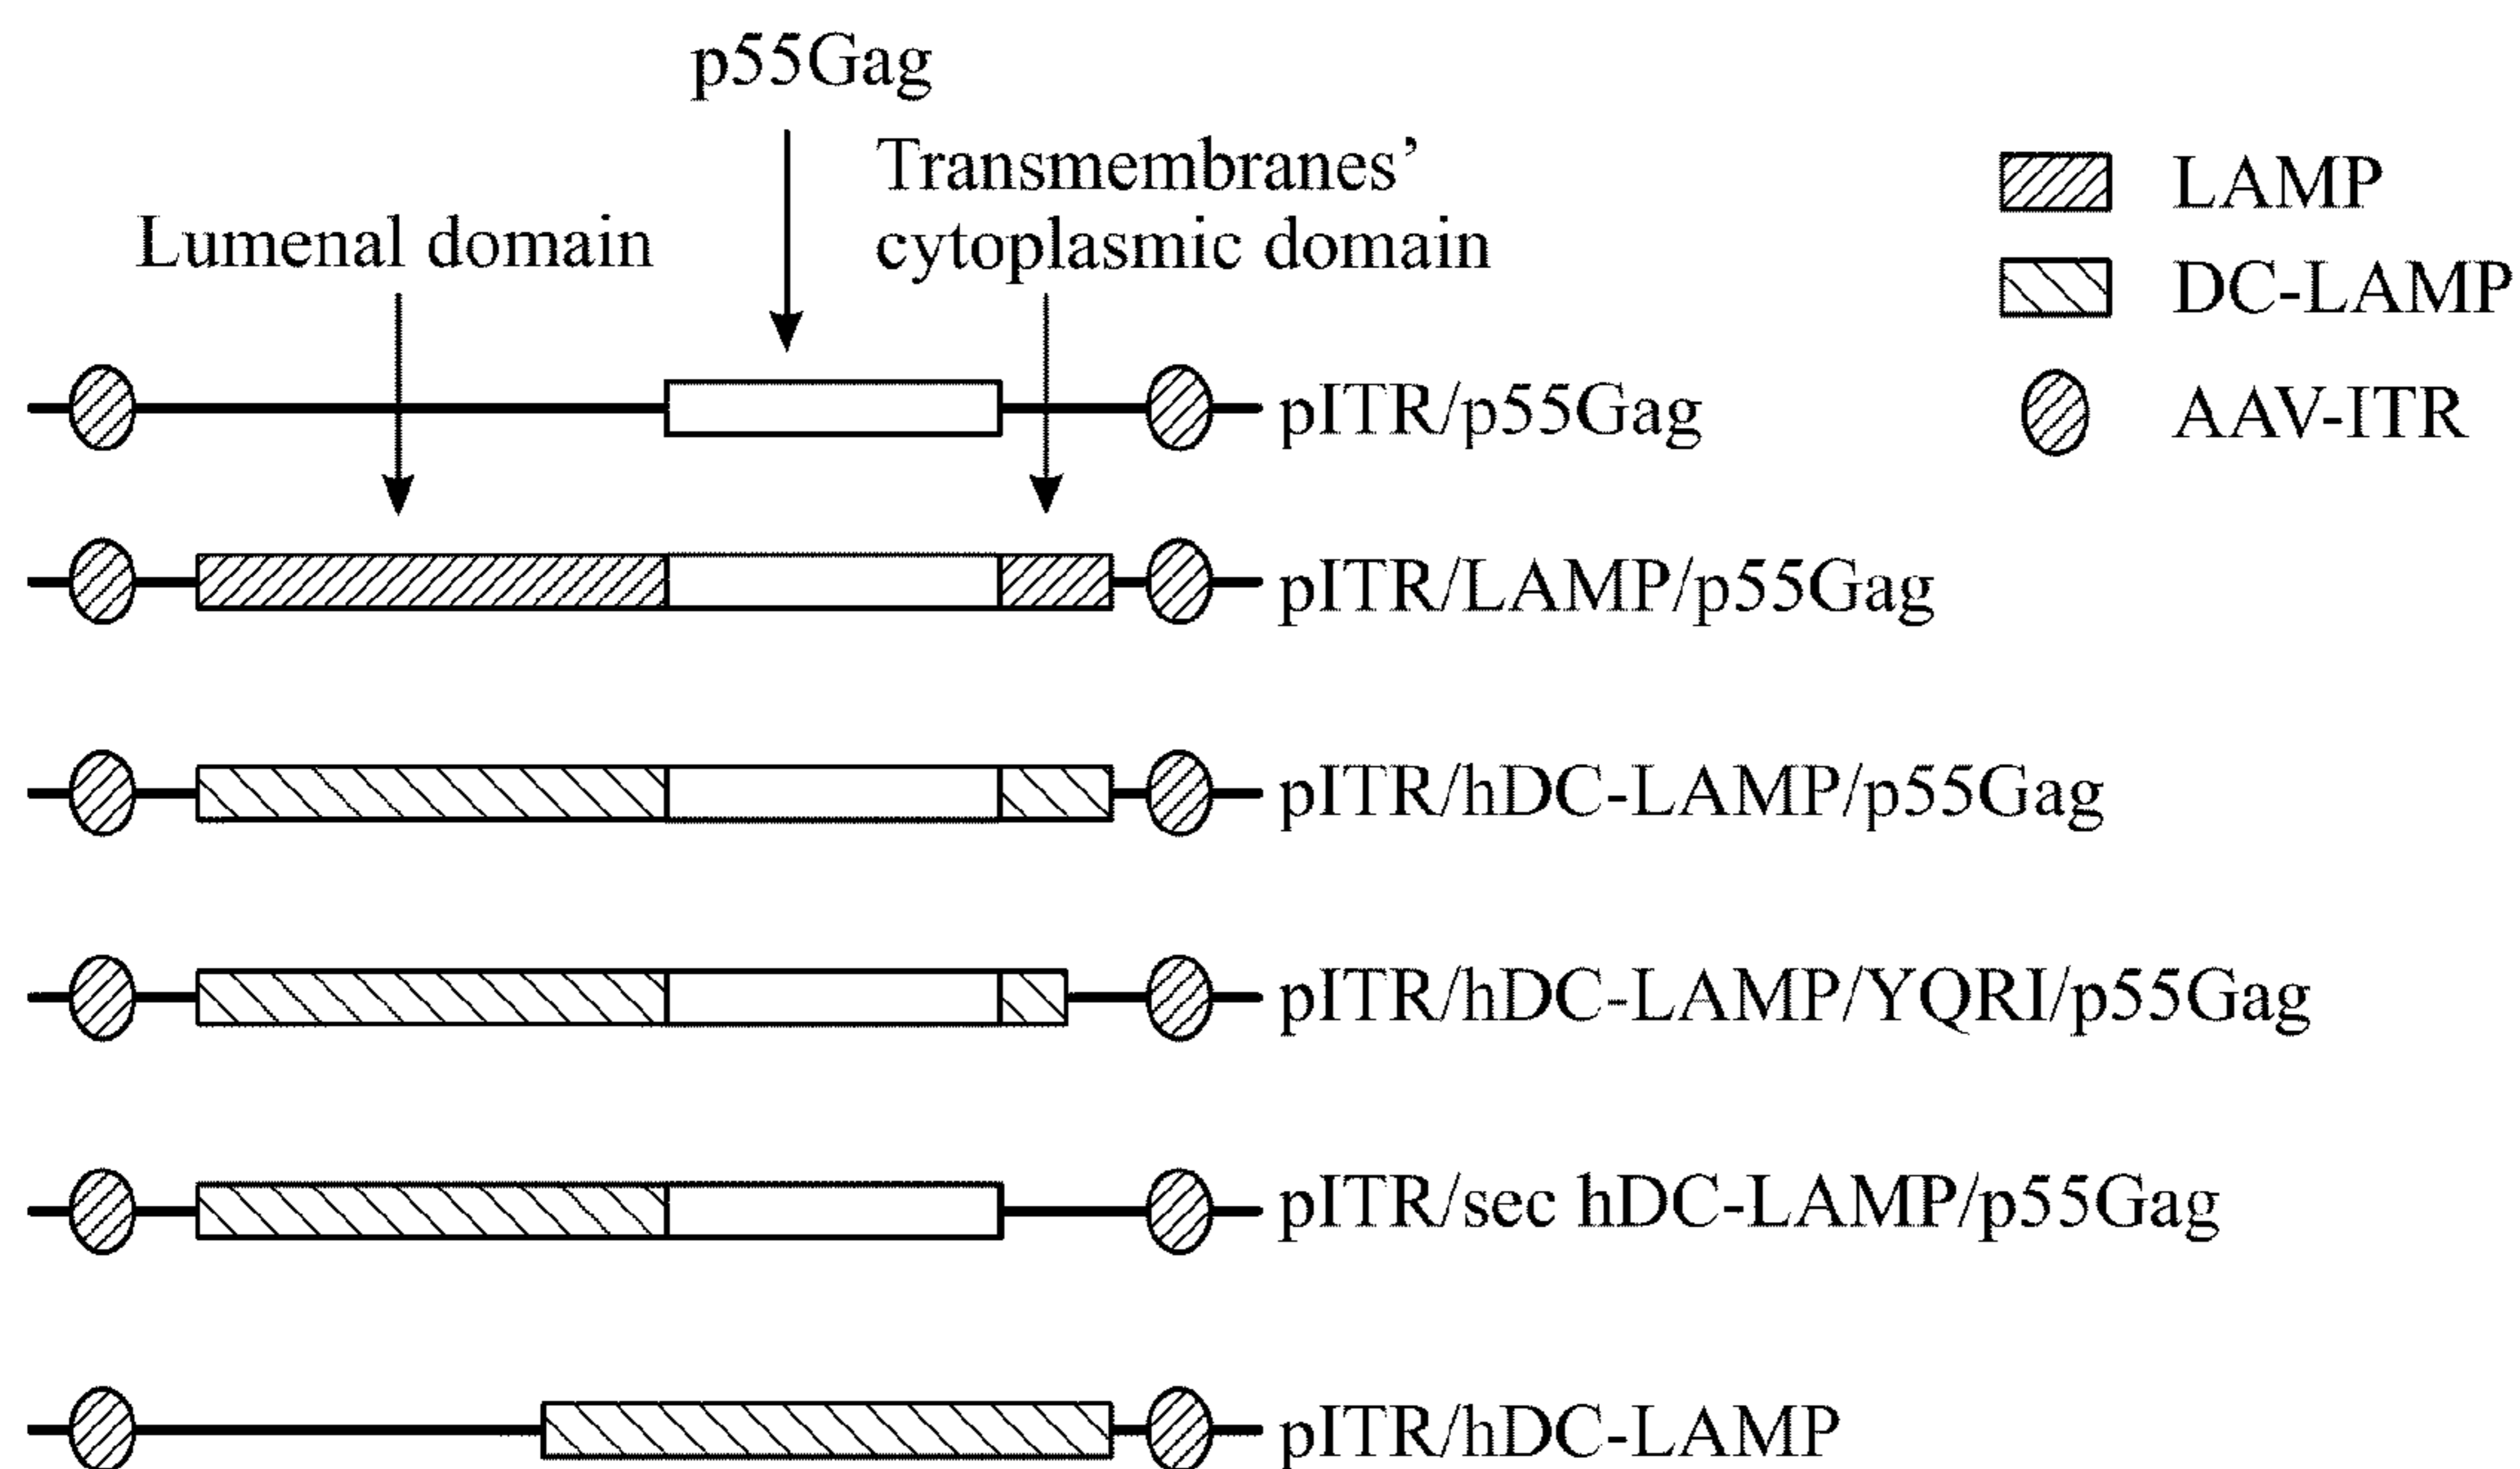 p55Gag
Transmembranes’
cytoplasmic domain
Lumenal domain
LAMP
DC-LAMP
AAV-ITR
pITR/p55Gag
pITR/LAMP/p55Gag
pITR/hDC-LAMP/p55Gag
pITR/hDC-LAMP/YQRI/p55Gag
pITR/sec hDC-LAMP/p55Gag
pITR/hDC-LAMP